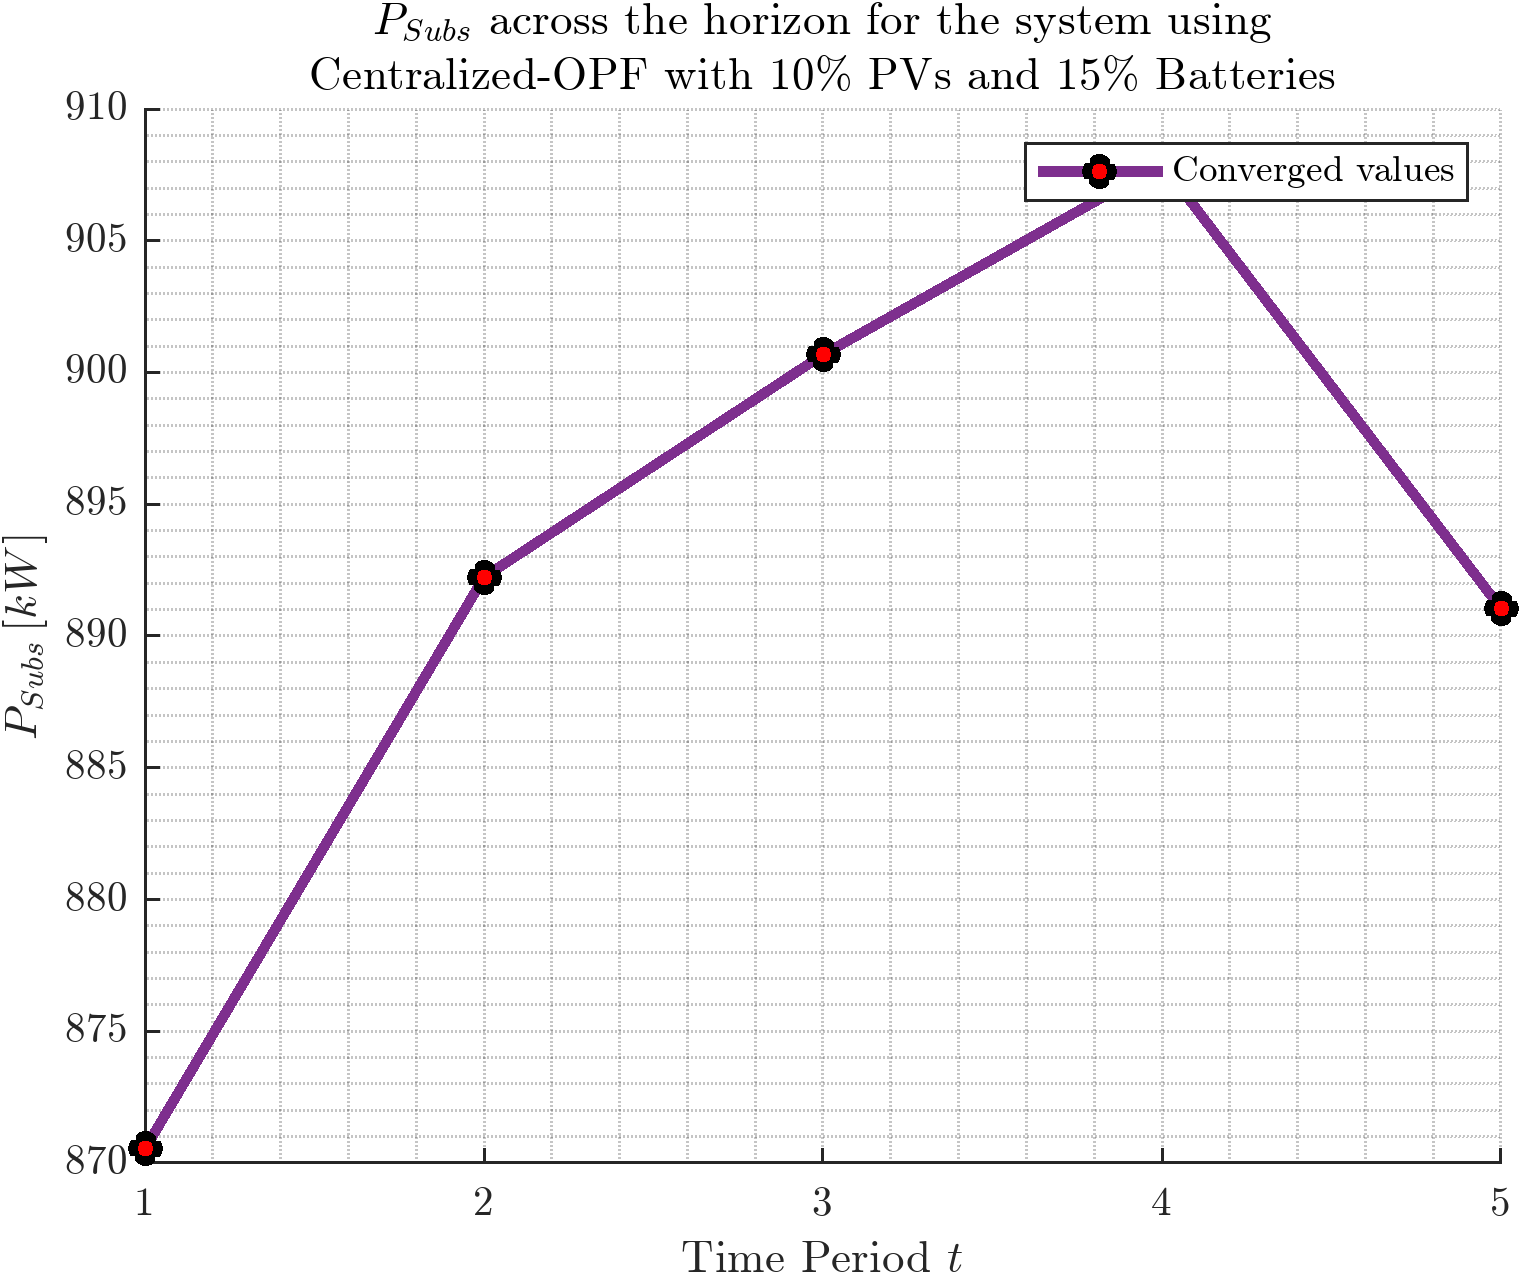 P_Subs across the horizon for the system using
Centralized-OPF with 10% PVs and 15% Batteries
910
905
900
895
890
885
880
875
870
P_Subs [kW]
Converged values
1 2 3 4 5
Time Period t